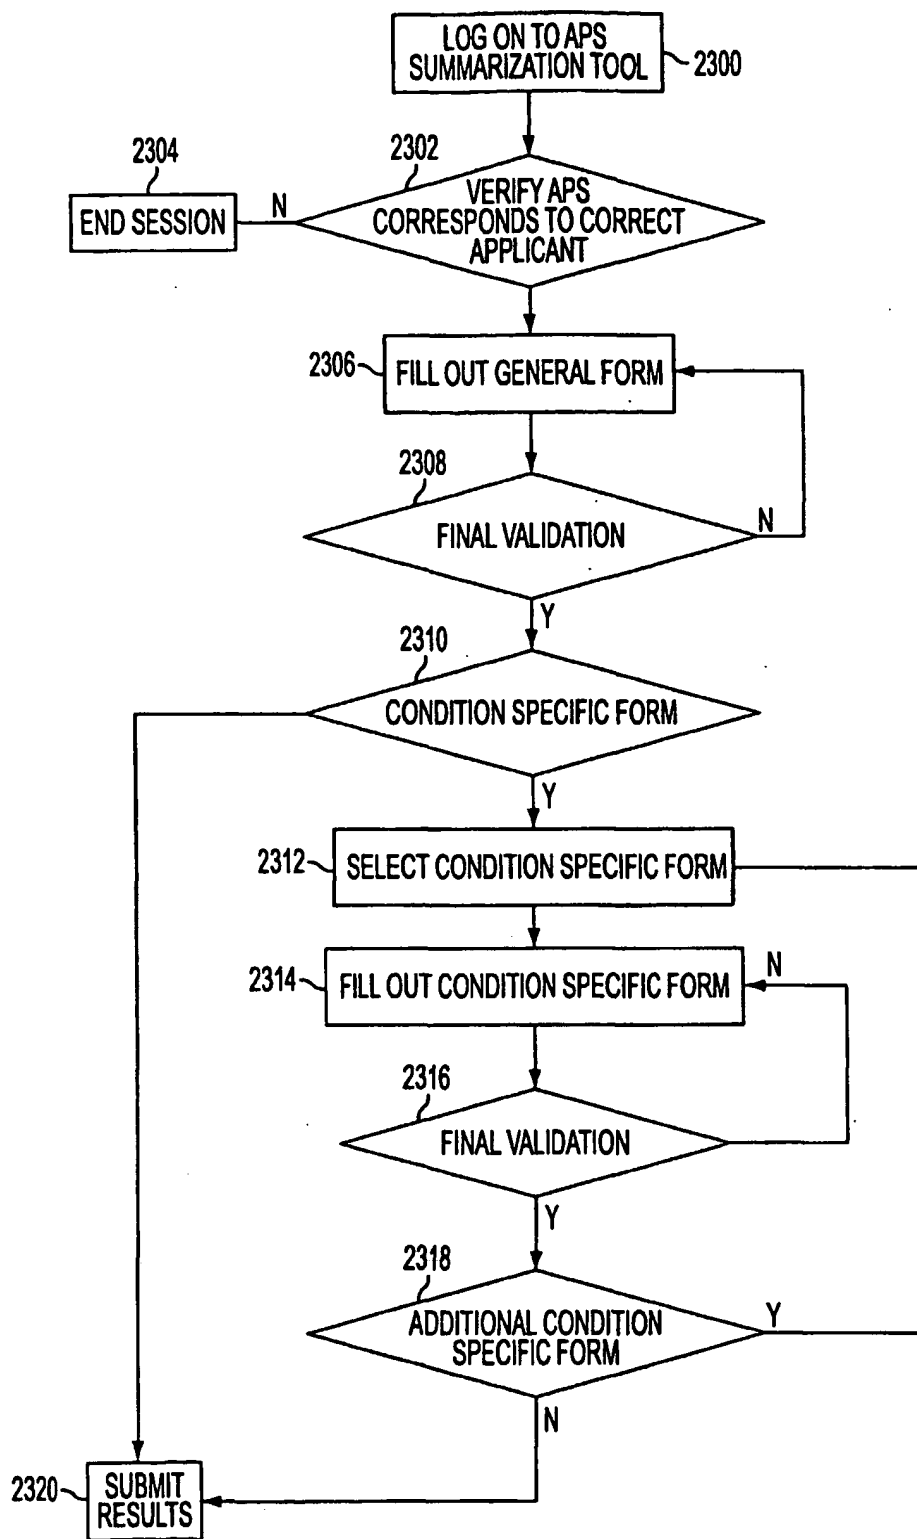 LOG ON TO APS
SUMMARIZATION TOOL
2300
2304
2302
END SESSION
N
VERIFY APS
CORRESPONDS TO CORRECT
APPLICANT
2306
FILL OUT GENERAL FORM
2308
FINAL VALIDATION
N
Y
2310
CONDITION SPECIFIC FORM
Y
2312
SELECT CONDITION SPECIFIC FORM
2314
FILL OUT CONDITION SPECIFIC FORM
N
2316
FINAL VALIDATION
Y
2318
ADDITIONAL CONDITION
SPECIFIC FORM
Y
N
2320
SUBMIT
RESULTS